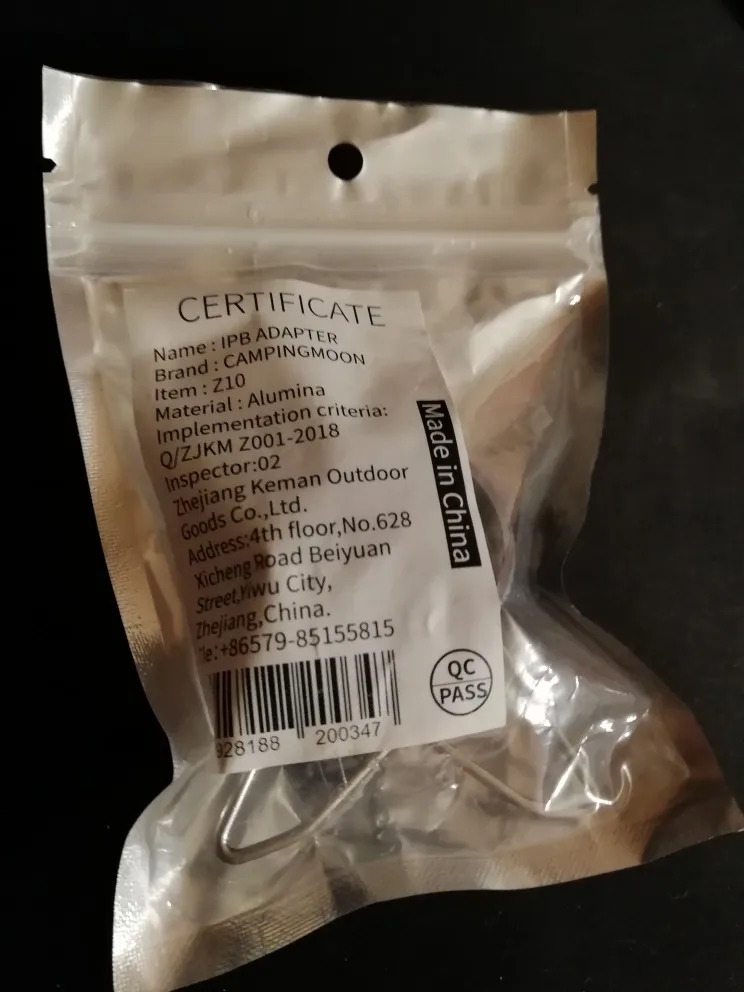 CERTIFICATE
Name : IPB ADAPTER
Brand : CAMPINGMOON
Item : Z10
Material : Alumina
Implementation criteria:
Q/ZJKM Z001-2018
Inspector:02
Zhejiang Keman Outdoor
Goods Co.,Ltd.
Address:4th floor,No.628
Xicheng Road Beiyuan
Street,Yiwu City,
Zhejiang,China.
le:+86579-85155815
928188 200347
Made in China
QC
PASS